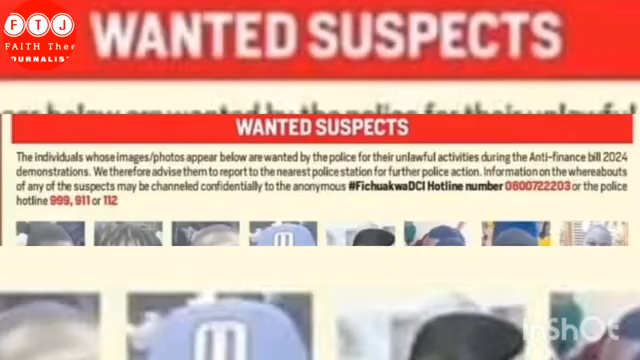 WANTED SUSPECTS
F T J
FAITH The
OURNALIS
WANTED SUSPECTS
The individuals whose images/photos appear below are wanted by the police for their unlawful activities during the Anti-finance bill 2024
demonstrations. We therefore advise them to report to the nearest police station for further police action. Information on the whereabouts
of any of the suspects may be channeled confidentially to the anonymous #FichuakwaDCI Hotline number 0800722203 or the police
hotline 999, 911 or 112
InShOt